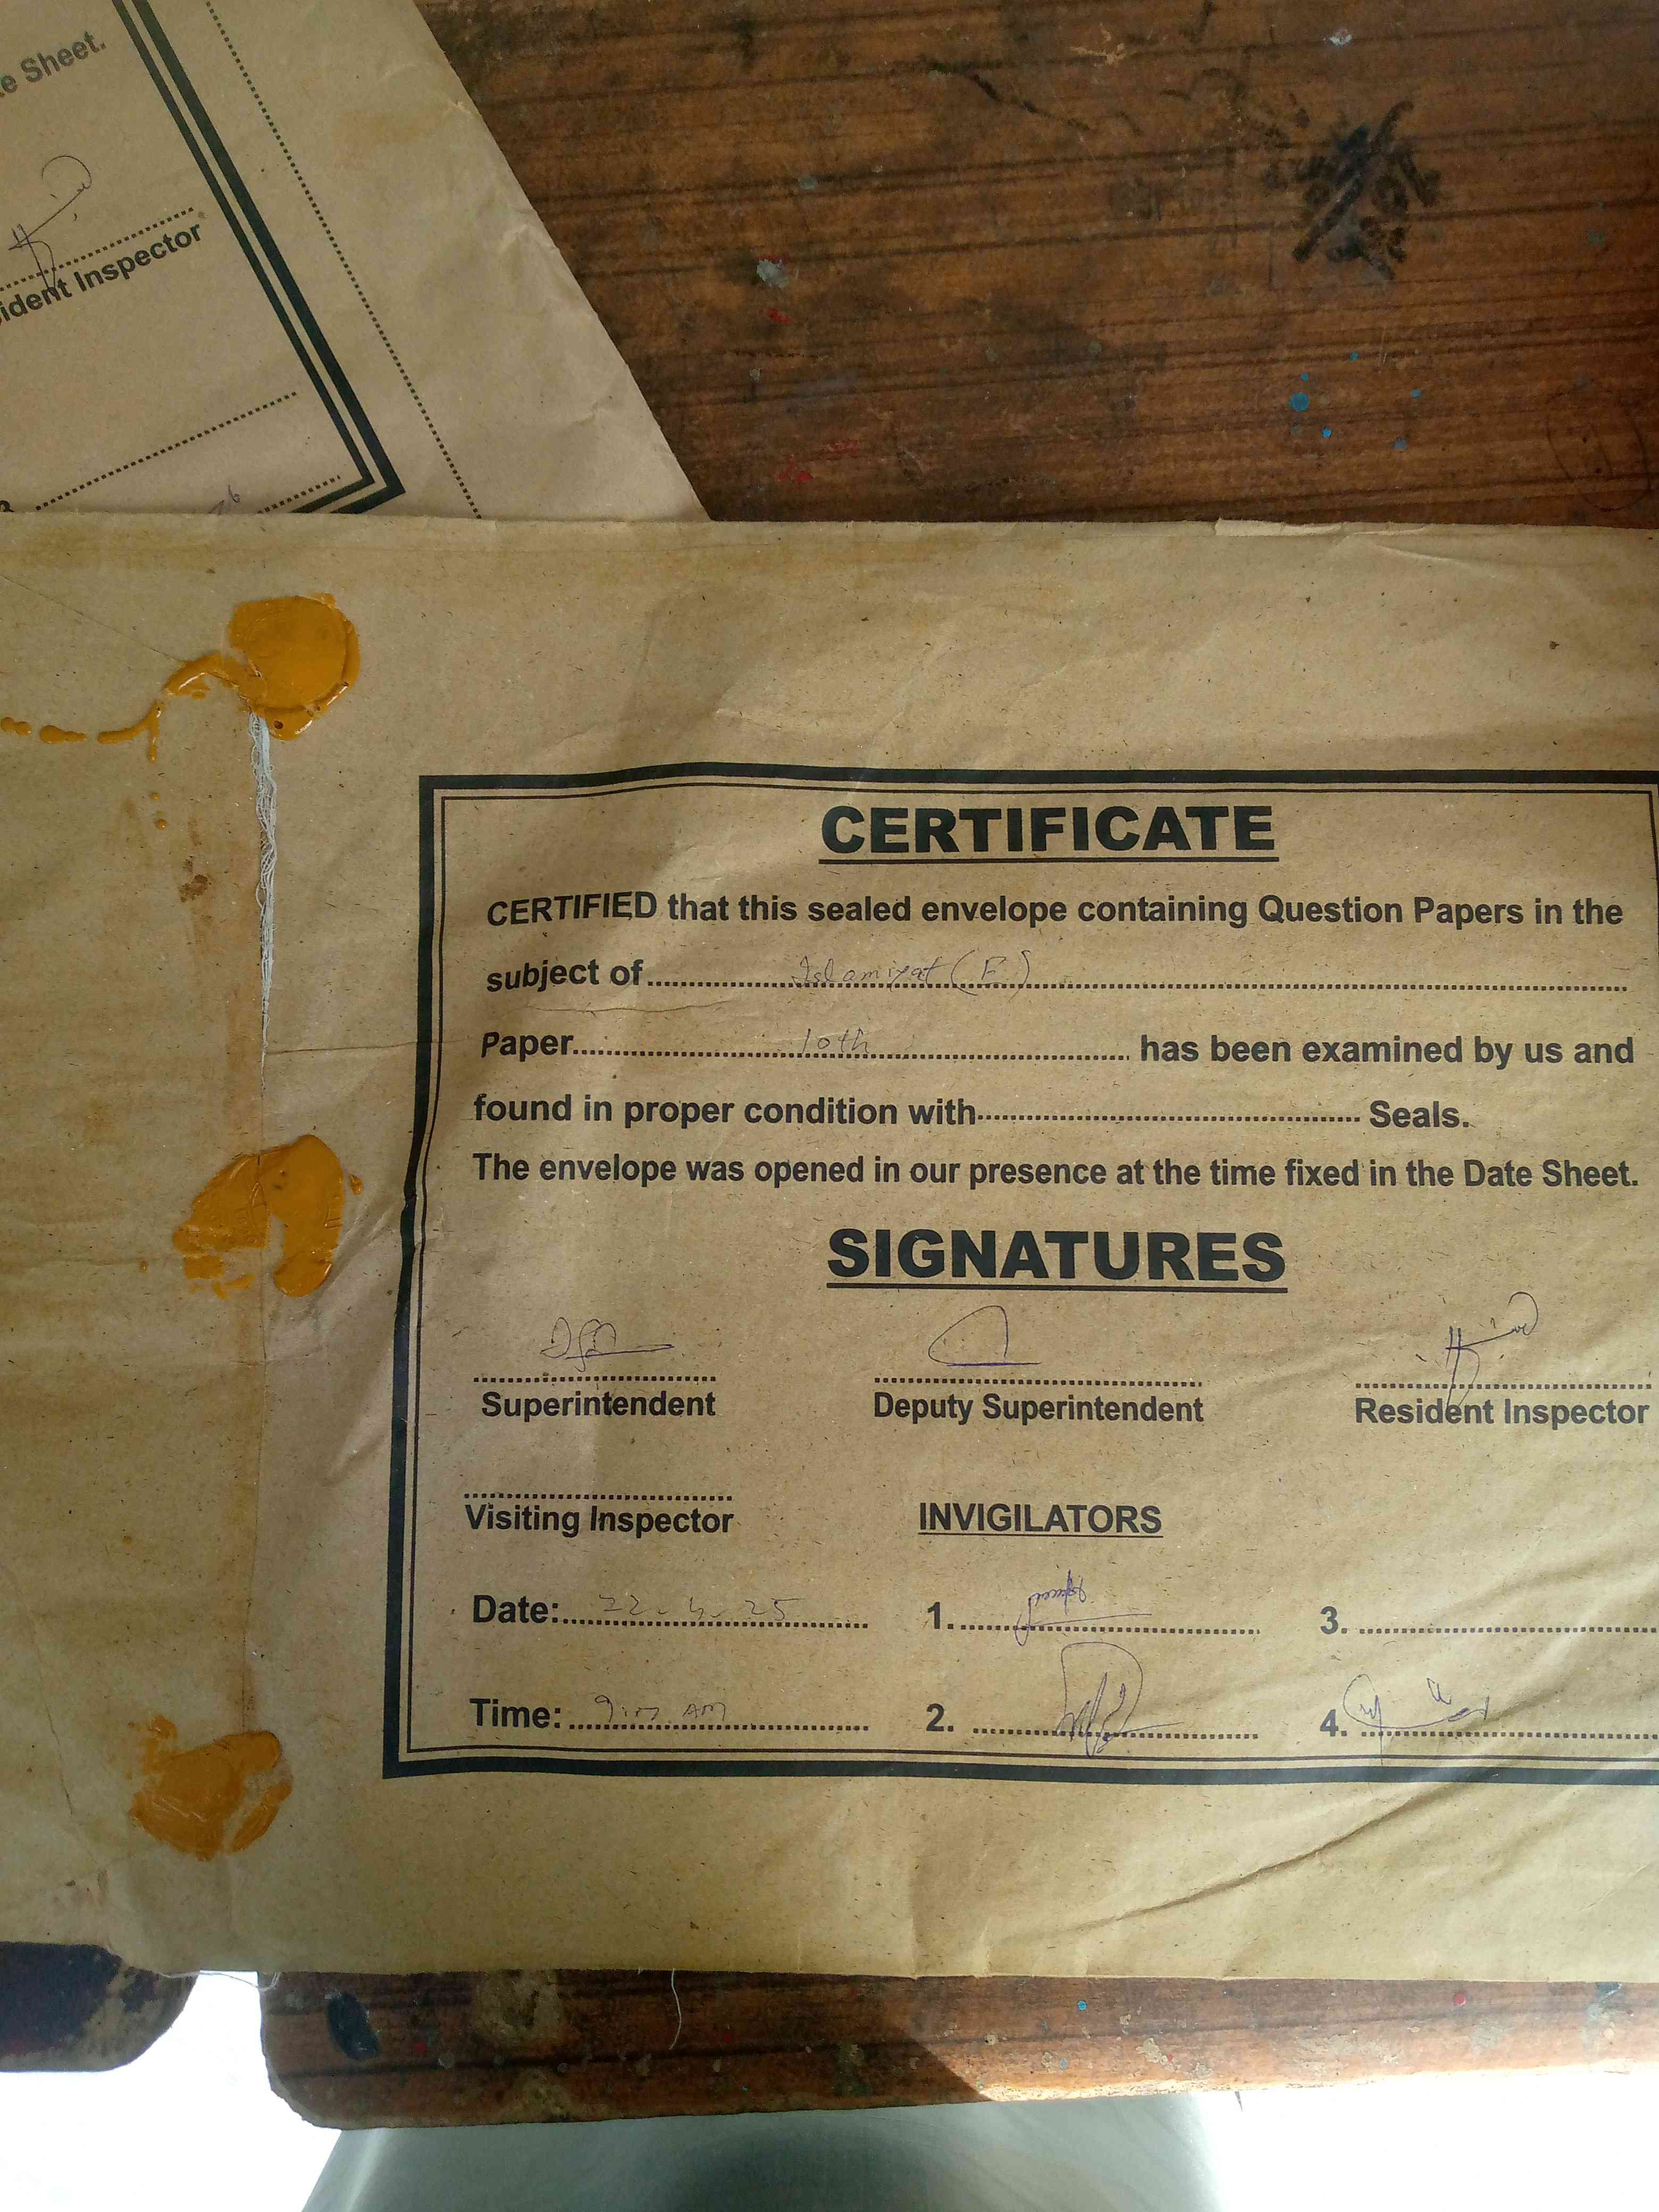 e Sheet.
ident Inspector
CERTIFICATE
CERTIFIED that this sealed envelope containing Question Papers in the
subject of Islamiyat (E)
Paper 10th has been examined by us and
found in proper condition with Seals.
The envelope was opened in our presence at the time fixed in the Date Sheet.
SIGNATURES
Superintendent Deputy Superintendent Resident Inspector
Visiting Inspector INVIGILATORS
Date: 22.4.25 1. 3.
Time: AM 2. 4.